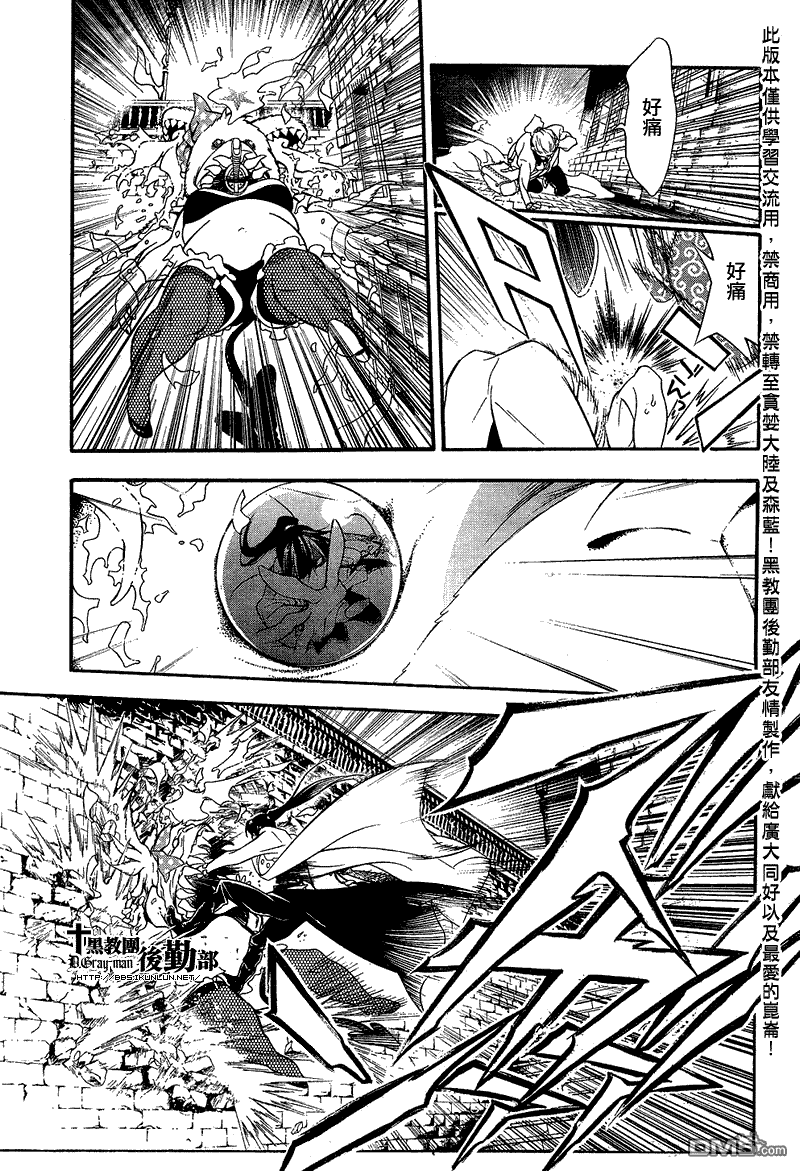 好痛
好痛
此版本僅供學習交流用，禁商用，禁轉至貪婪大陸及森藍！黑教團後勤部友情製作，獻給廣大同好以及最愛的崑崙！
黑教團
D.Gray-man 後勤部
HTTP://BBSIKUNLUN.NET/
DM5.com